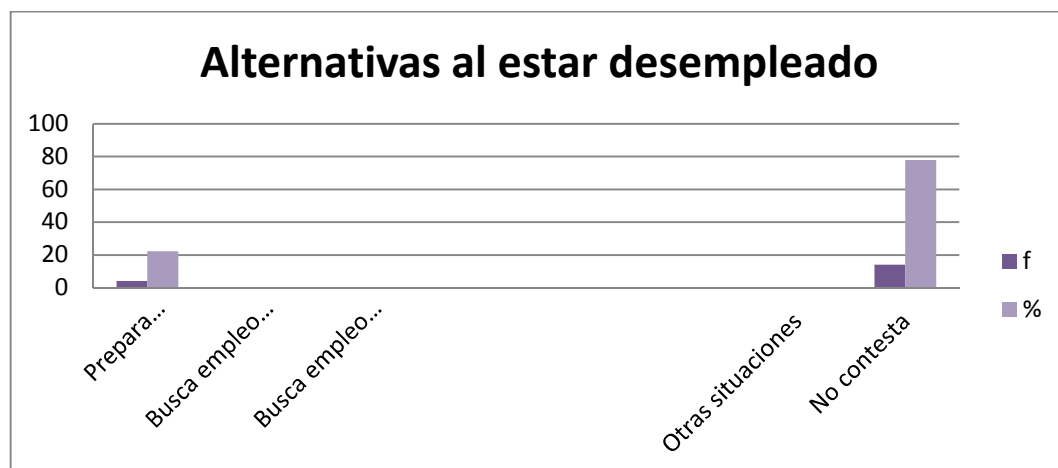 Alternativas al estar desempleado
100
80
60
40
20
0
Prepara...
Busca empleo...
Busca empleo...
Otras situaciones
No contesta
f
%